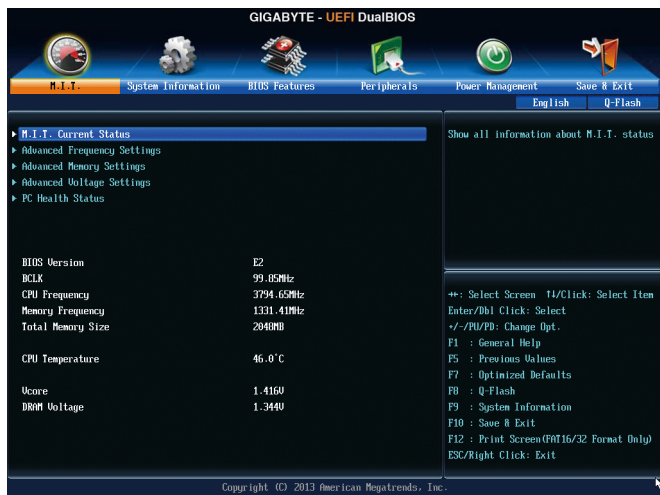 GIGABYTE - UEFI DualBIOS
M.I.T. System Information BIOS Features Peripherals Power Management Save & Exit
English Q-Flash
M.I.T. Current Status
Advanced Frequency Settings
Advanced Memory Settings
Advanced Voltage Settings
PC Health Status
BIOS Version E2
BCLK 99.85MHz
CPU Frequency 3794.65MHz
Memory Frequency 1331.41MHz
Total Memory Size 2048MB
CPU Temperature 46.0°C
Vcore 1.416V
DRAM Voltage 1.344V
Show all information about M.I.T. status
→←: Select Screen ↑↓/Click: Select Item
Enter/Dbl Click: Select
+/-/PU/PD: Change Opt.
F1 : General Help
F5 : Previous Values
F7 : Optimized Defaults
F8 : Q-Flash
F9 : System Information
F10 : Save & Exit
F12 : Print Screen(FAT16/32 Format Only)
ESC/Right Click: Exit
Copyright (C) 2013 American Megatrends, Inc.